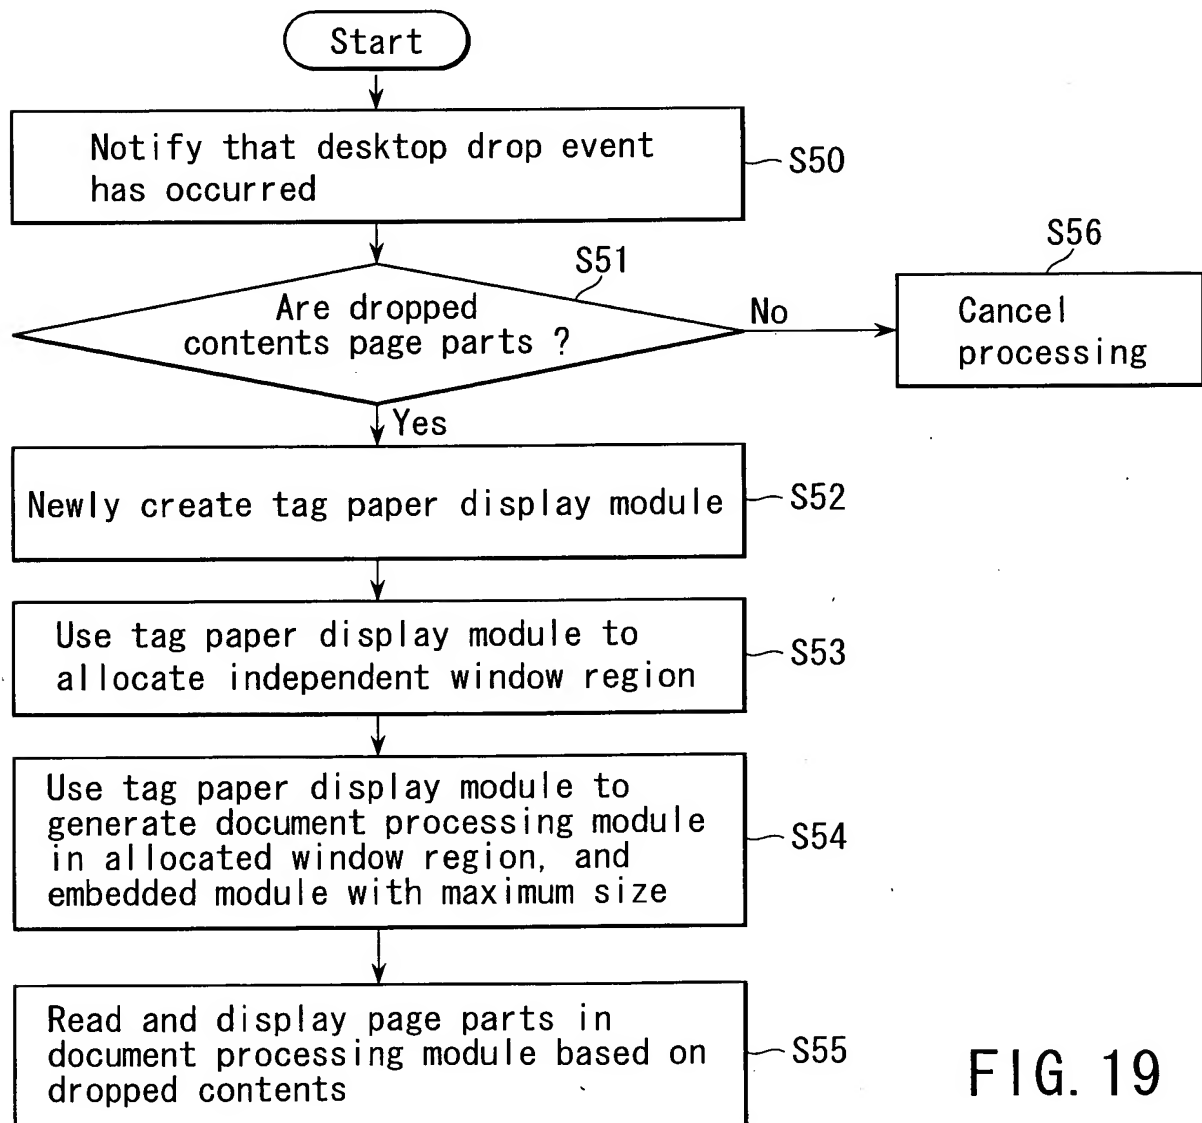 Start
Notify that desktop drop event
has occurred
S50
S51
Are dropped
contents page parts ?
No
S56
Cancel
processing
Yes
Newly create tag paper display module
S52
Use tag paper display module to
allocate independent window region
S53
Use tag paper display module to
generate document processing module
in allocated window region, and
embedded module with maximum size
S54
Read and display page parts in
document processing module based on
dropped contents
S55
FIG. 19